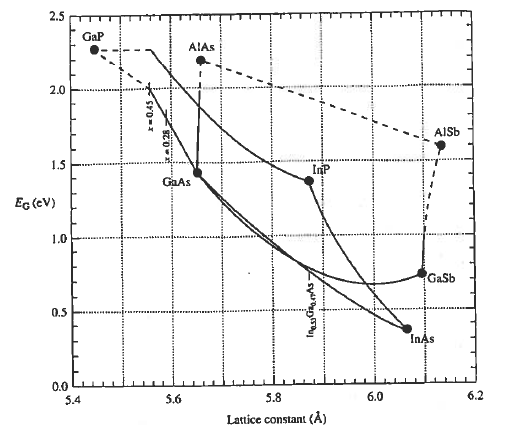 2.5
GaP
AlAs
2.0
x = 0.45
x = 0.28
AlSb
1.5
GaAs
InP
E_G (eV)
1.0
In₀.₅₃Ga₀.₄₇As
GaSb
0.5
InAs
0.0
5.4 5.6 5.8 6.0 6.2
Lattice constant (Å)